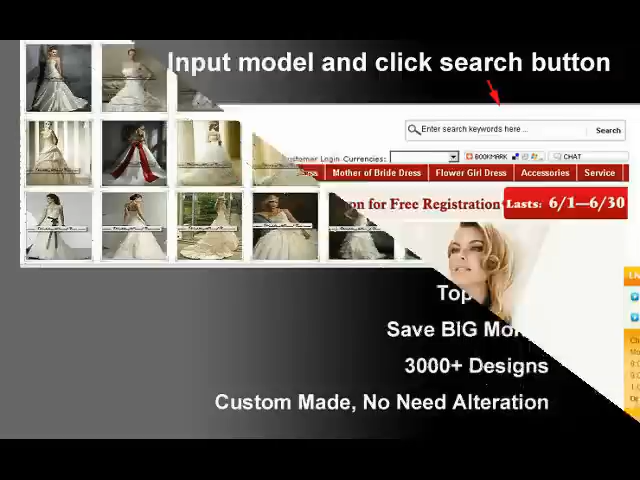 Input model and click search button
Enter search keywords here ...
Search
Customer Login Currencies:
BOOKMARK
CHAT
Mother of Bride Dress
Flower Girl Dress
Accessories
Service
on for Free Registration
Lasts: 6/1—6/30
Top
Save BIG Mon
3000+ Designs
Custom Made, No Need Alteration